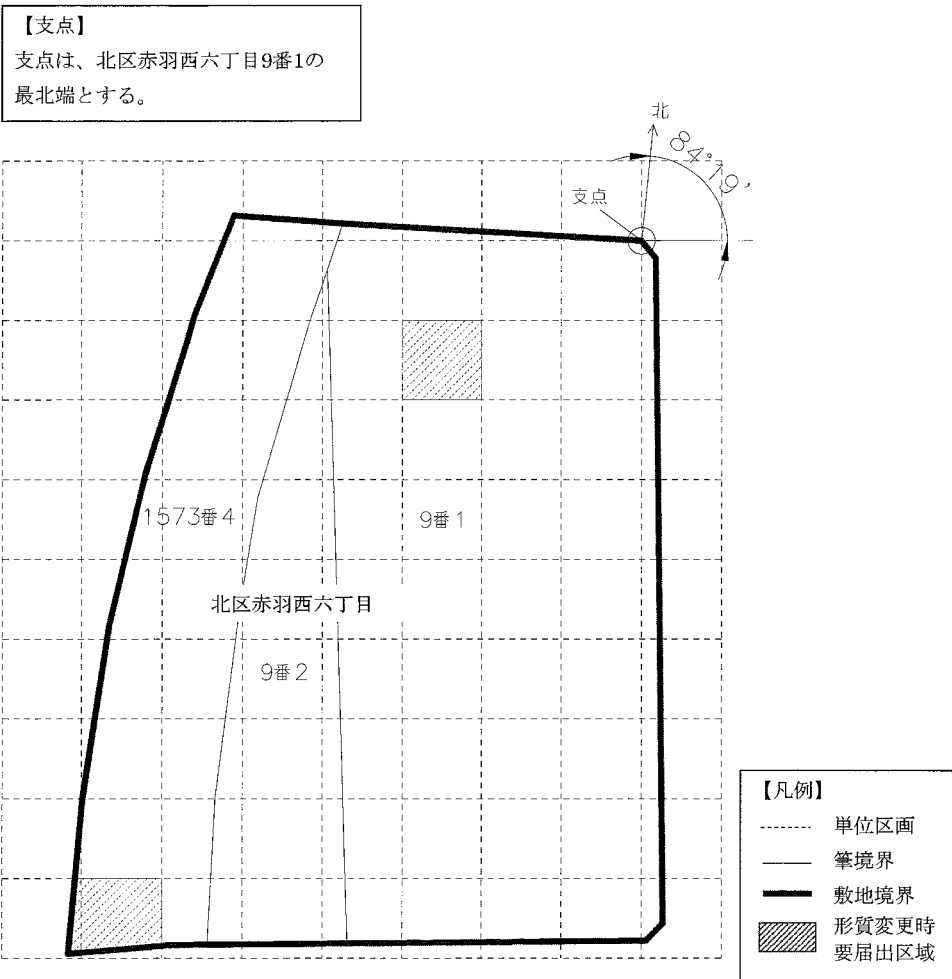 【支点】
支点は、北区赤羽西六丁目9番1の
最北端とする。
北
84°19’
支点
1573番4
9番1
北区赤羽西六丁目
9番2
【凡例】
単位区画
筆境界
敷地境界
形質変更時
要届出区域